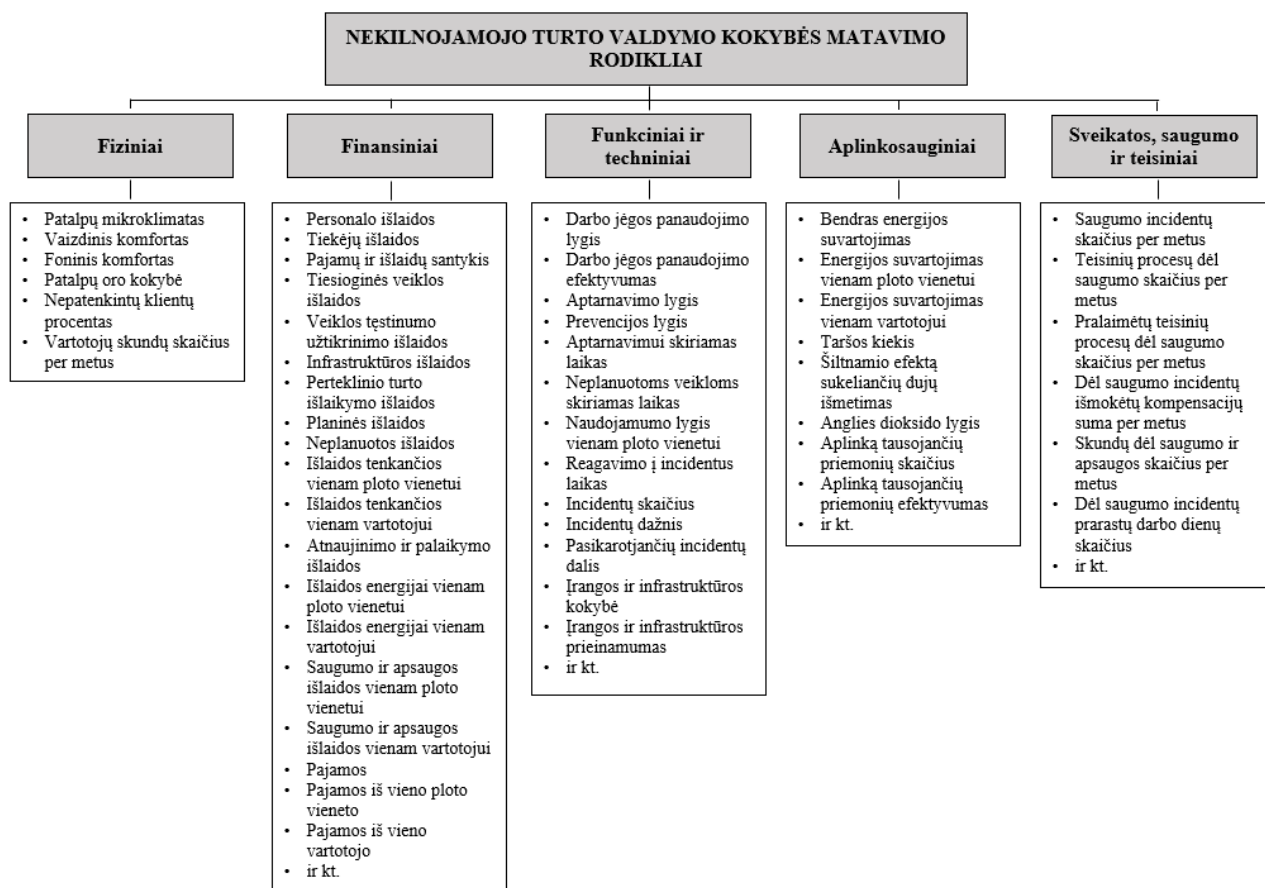 NEKILNOJAMOJO TURTO VALDYMO KOKYBĖS MATAVIMO
RODIKLIAI
Fiziniai
• Patalpų mikroklimatas
• Vaizdinis komfortas
• Foninis komfortas
• Patalpų oro kokybė
• Nepatenkintų klientų
procentas
• Vartotojų skundų skaičius
per metus
Finansiniai
• Personalo išlaidos
• Tiekėjų išlaidos
• Pajamų ir išlaidų santykis
• Tiesioginės veiklos
išlaidos
• Veiklos tęstinumo
užtikrinimo išlaidos
• Infrastruktūros išlaidos
• Perteklinio turto
išlaikymo išlaidos
• Planinės išlaidos
• Neplanuotos išlaidos
• Išlaidos tenkančios
vienam ploto vienetui
• Išlaidos tenkančios
vienam vartotojui
• Atnaujinimo ir palaikymo
išlaidos
• Išlaidos energijai vienam
ploto vienetui
• Išlaidos energijai vienam
vartotojui
• Saugumo ir apsaugos
išlaidos vienam ploto
vienetui
• Saugumo ir apsaugos
išlaidos vienam vartotojui
• Pajamos
• Pajamos iš vieno ploto
vieneto
• Pajamos iš vieno
vartotojo
• ir kt.
Funkciniai ir
techniniai
• Darbo jėgos panaudojimo
lygis
• Darbo jėgos panaudojimo
efektyvumas
• Aptarnavimo lygis
• Prevencijos lygis
• Aptarnavimui skiriamas
laikas
• Neplanuotoms veikloms
skiriamas laikas
• Naudojamumo lygis
vienam ploto vienetui
• Reagavimo į incidentus
laikas
• Incidentų skaičius
• Incidentų dažnis
• Pasikarotjančių incidentų
dalis
• Įrangos ir infrastruktūros
kokybė
• Įrangos ir infrastruktūros
prieinamumas
• ir kt.
Aplinkosauginiai
• Bendras energijos
suvartojimas
• Energijos suvartojimas
vienam ploto vienetui
• Energijos suvartojimas
vienam vartotojui
• Taršos kiekis
• Šiltnamio efektą
sukeliančių dujų
išmetimas
• Anglies dioksido lygis
• Aplinką tausojančių
priemonių skaičius
• Aplinką tausojančių
priemonių efektyvumas
• ir kt.
Sveikatos, saugumo
ir teisiniai
• Saugumo incidentų
skaičius per metus
• Teisinių procesų dėl
saugumo skaičius per
metus
• Pralaimėtų teisinių
procesų dėl saugumo
skaičius per metus
• Dėl saugumo incidentų
išmokėtų kompensacijų
suma per metus
• Skundų dėl saugumo ir
apsaugos skaičius per
metus
• Dėl saugumo incidentų
prarastų darbo dienų
skaičius
• ir kt.